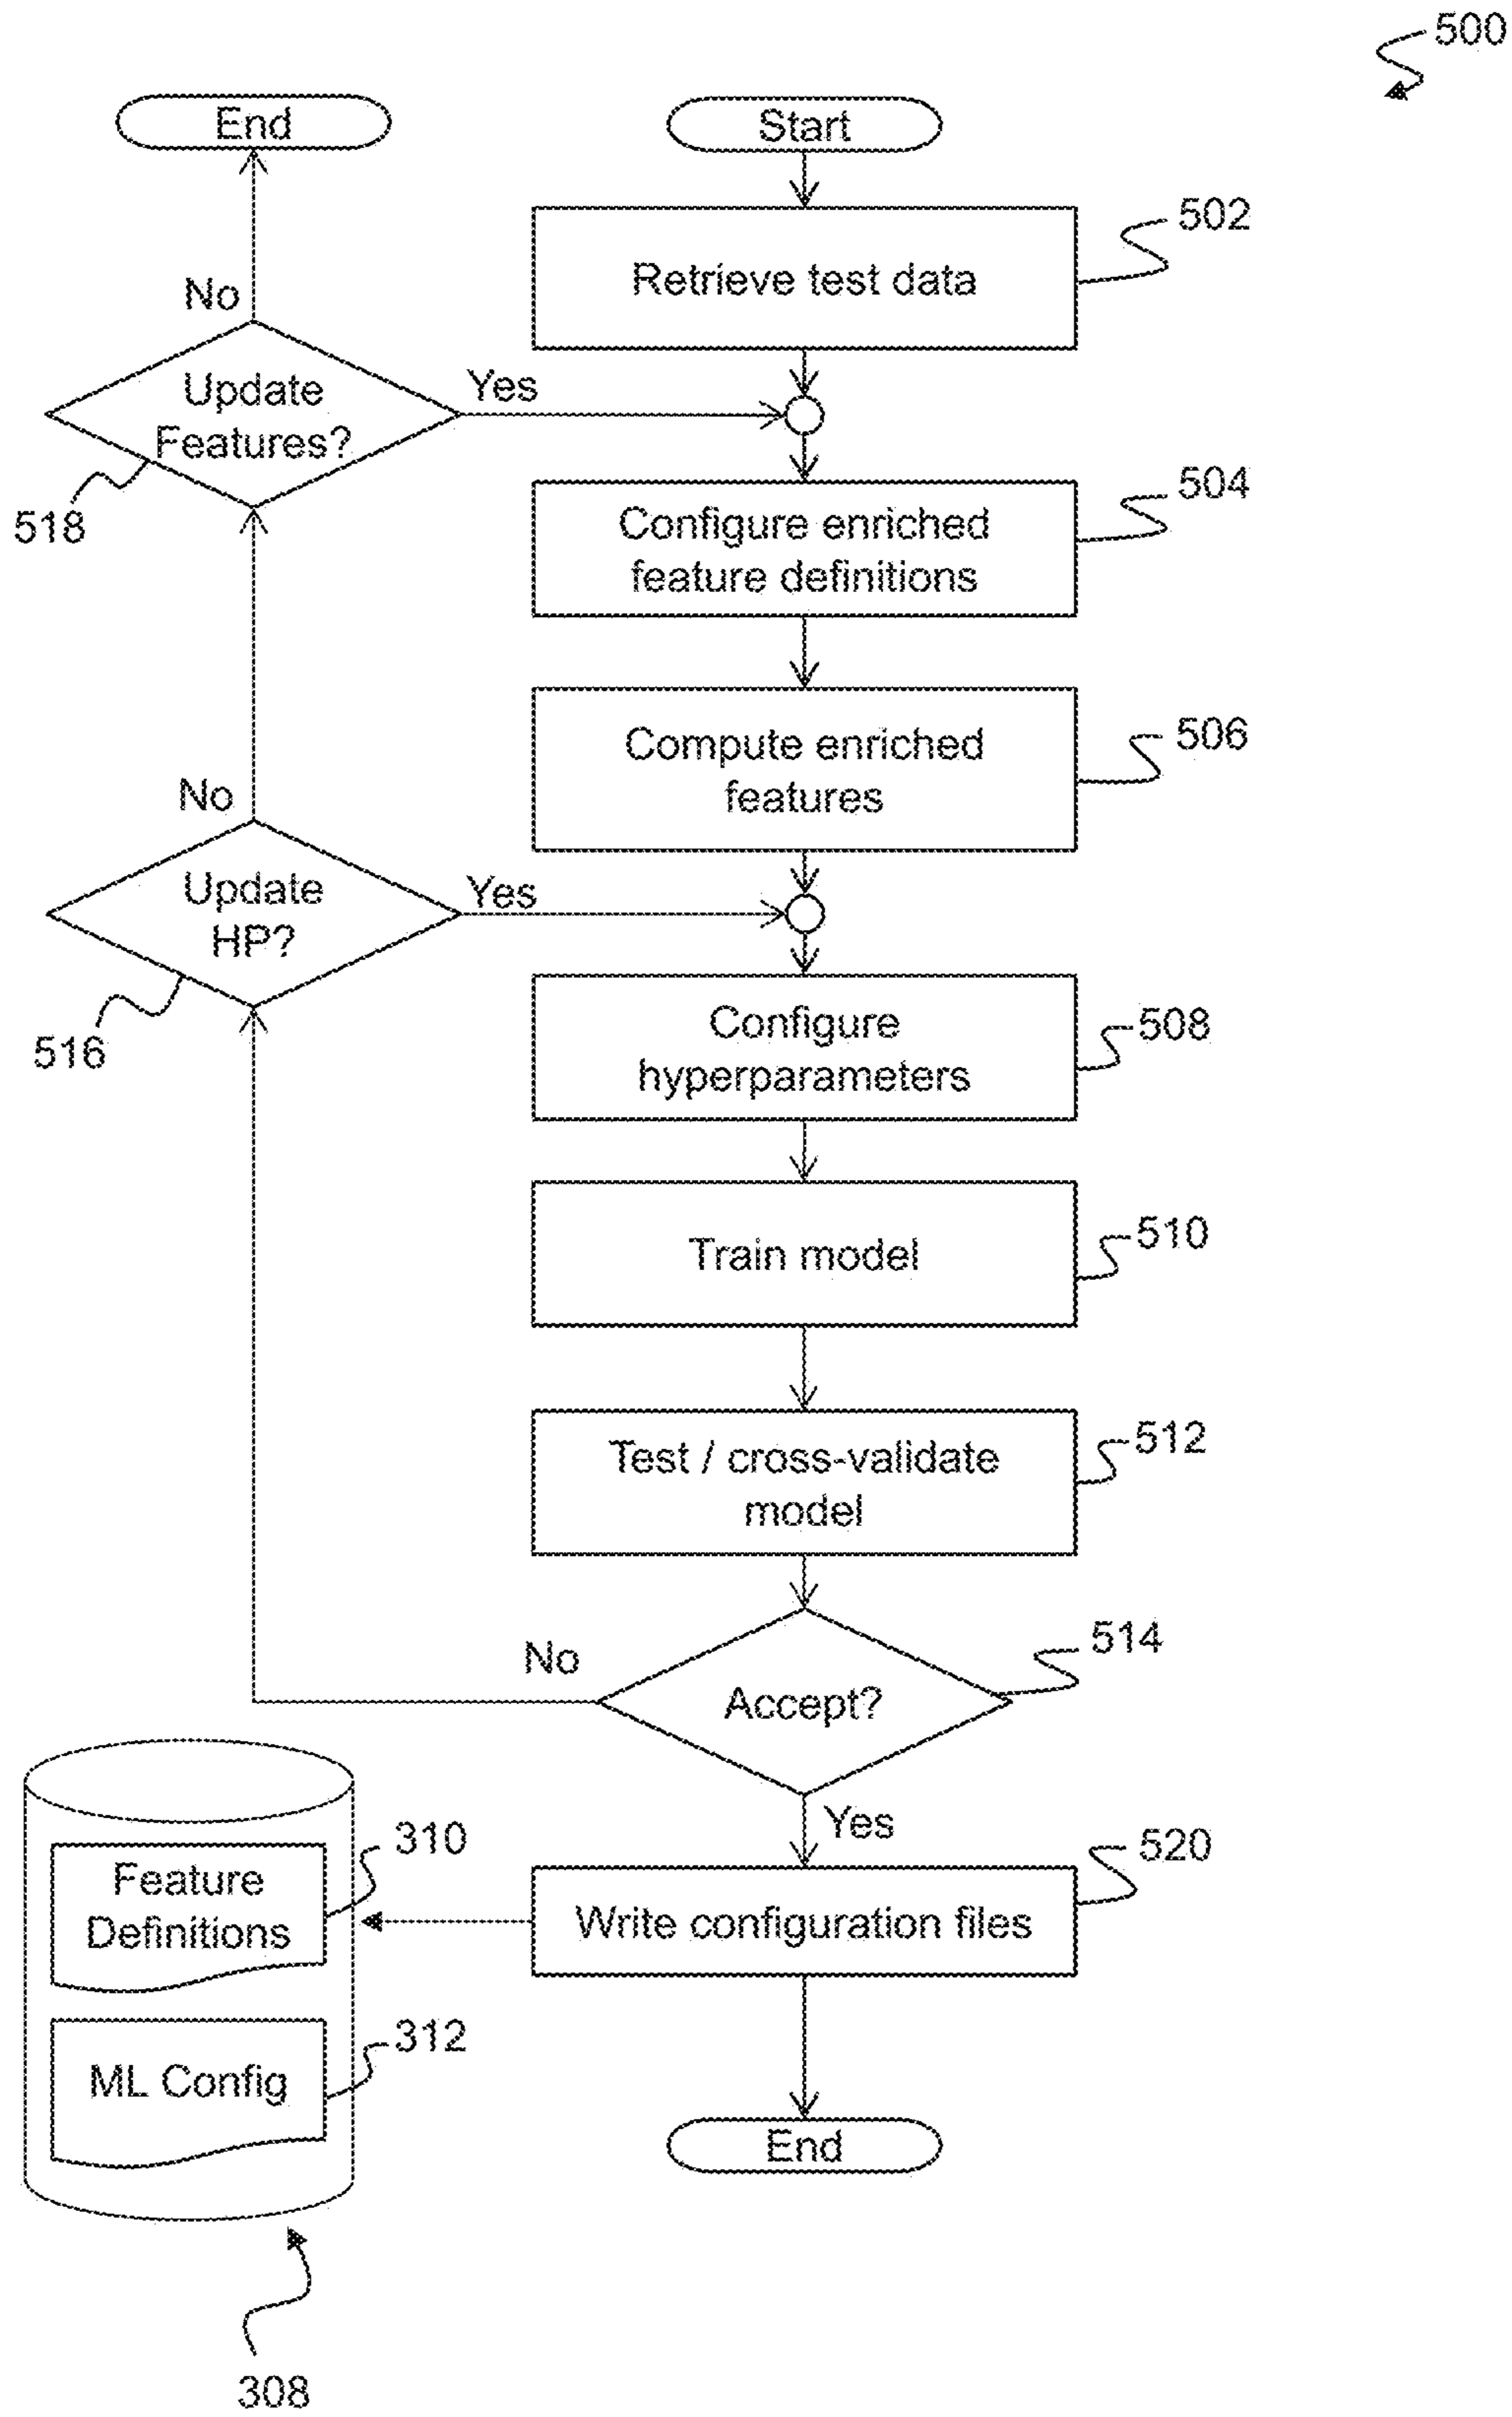 500
End
Start
502
Retrieve test data
No
Update
Features?
Yes
518
504
Configure enriched
feature definitions
506
Compute enriched
features
No
Update
HP?
Yes
516
508
Configure
hyperparameters
510
Train model
512
Test / cross-validate
model
514
No
Accept?
Yes
310
Feature
Definitions
520
Write configuration files
312
ML Config
End
308